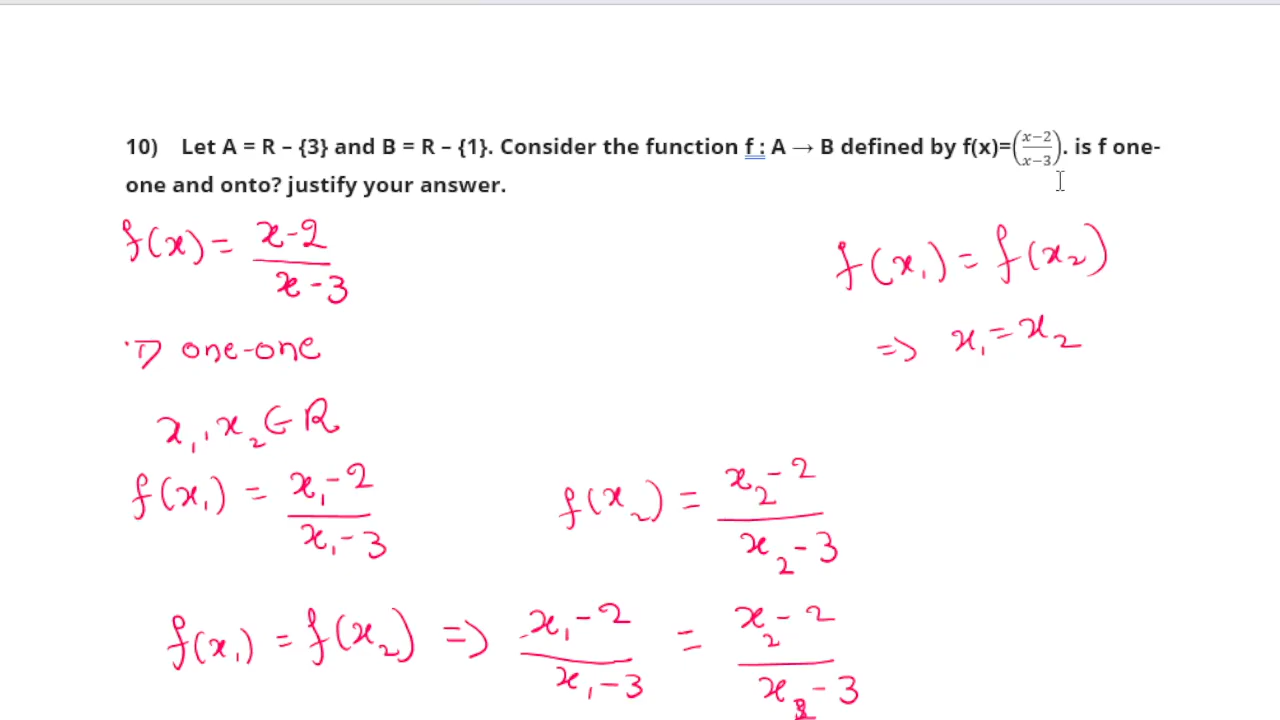 10) Let A = R – {3} and B = R – {1}. Consider the function f : A → B defined by f(x)=(x−2/x−3). is f one-
one and onto? justify your answer.
f(x) = x-2/x-3
f(x₁) = f(x₂)
=> x₁ = x₂
one-one
x₁, x₂ ∈ R
f(x₁) = x₁-2/x₁-3 f(x₂) = x₂-2/x₂-3
f(x₁) = f(x₂) => x₁-2/x₁-3 = x₂-2/x₂-3